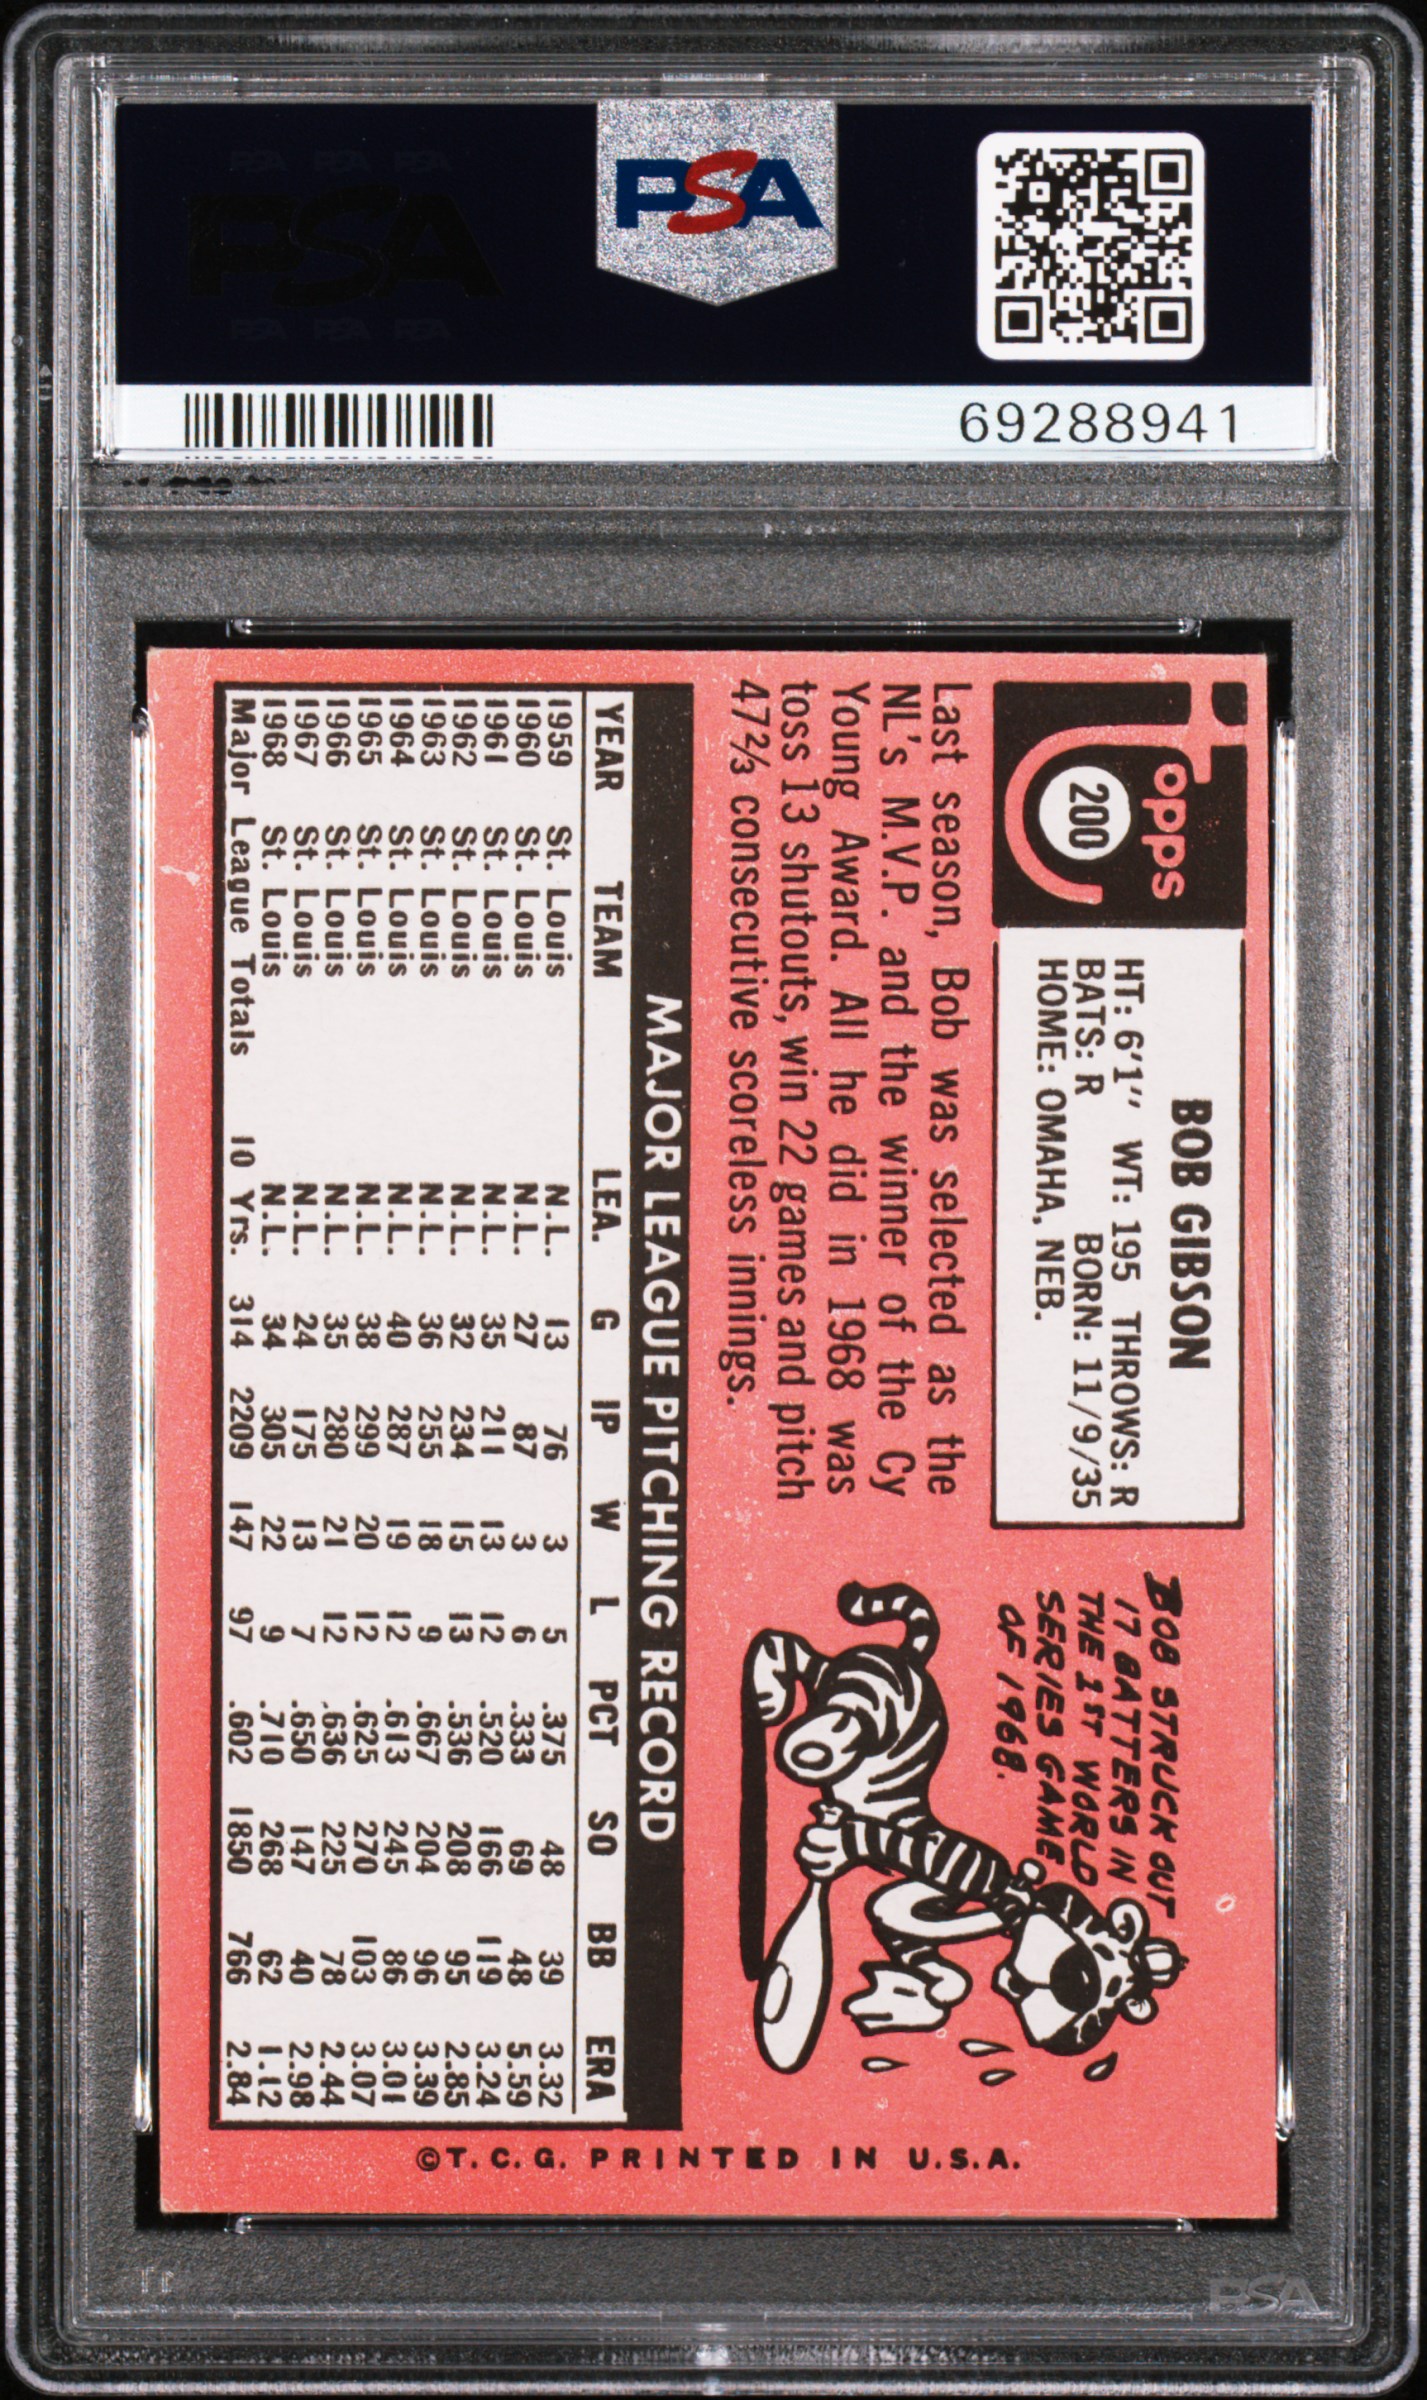 PSA
69288941
Topps
200
BOB GIBSON
HT: 6'1" WT: 195 THROWS: R
BATS: R BORN: 11/9/35
HOME: OMAHA, NEB.
Last season, Bob was selected as the
NL's M.V.P. and the winner of the Cy
Young Award. All he did in 1968 was
toss 13 shutouts, win 22 games and pitch
47⅔ consecutive scoreless innings.
BOB STRUCK OUT
17 BATTERS IN
THE 1ST WORLD
SERIES GAME
OF 1968.
MAJOR LEAGUE PITCHING RECORD
YEAR TEAM LEA. G IP W L PCT SO BB ERA
1959 St. Louis N.L. 13 76 3 5 .375 48 39 3.32
1960 St. Louis N.L. 27 87 3 6 .333 69 48 5.59
1961 St. Louis N.L. 35 211 13 12 .520 166 119 3.24
1962 St. Louis N.L. 32 234 15 13 .536 208 95 2.85
1963 St. Louis N.L. 36 255 18 9 .667 204 96 3.39
1964 St. Louis N.L. 40 287 19 12 .613 245 86 3.01
1965 St. Louis N.L. 38 299 20 12 .625 270 103 3.07
1966 St. Louis N.L. 35 280 21 12 .636 225 78 2.44
1967 St. Louis N.L. 24 175 13 7 .650 147 40 2.98
1968 St. Louis N.L. 34 305 22 9 .710 268 62 1.12
Major League Totals 10 Yrs. 314 2209 147 97 .602 1850 766 2.84
©T.C.G. PRINTED IN U.S.A.
PSA
PSA PSA PSA
PSA
PSA PSA PSA